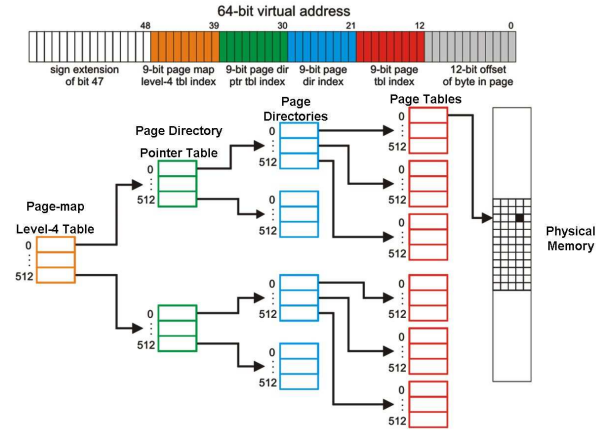 64-bit virtual address
48 39 30 21 12 0
sign extension
of bit 47
9-bit page map
level-4 tbl index
9-bit page dir
ptr tbl index
9-bit page
dir index
9-bit page
tbl index
12-bit offset
of byte in page
Page-map
Level-4 Table
0
512
Page Directory
Pointer Table
0
512
0
512
Page
Directories
0
512
0
512
0
512
0
512
Page Tables
0
512
0
512
0
512
0
512
0
512
0
512
Physical
Memory